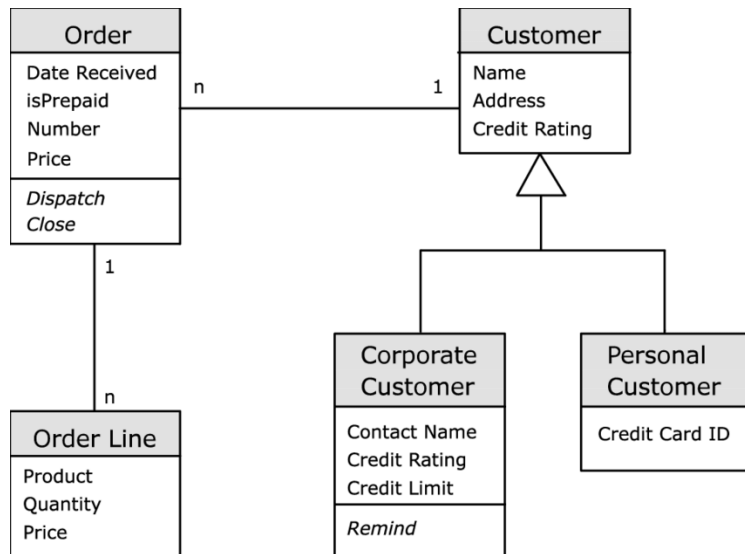 Order
Date Received
isPrepaid
Number
Price
Dispatch
Close
n
1
Customer
Name
Address
Credit Rating
1
n
Order Line
Product
Quantity
Price
Corporate
Customer
Contact Name
Credit Rating
Credit Limit
Remind
Personal
Customer
Credit Card ID